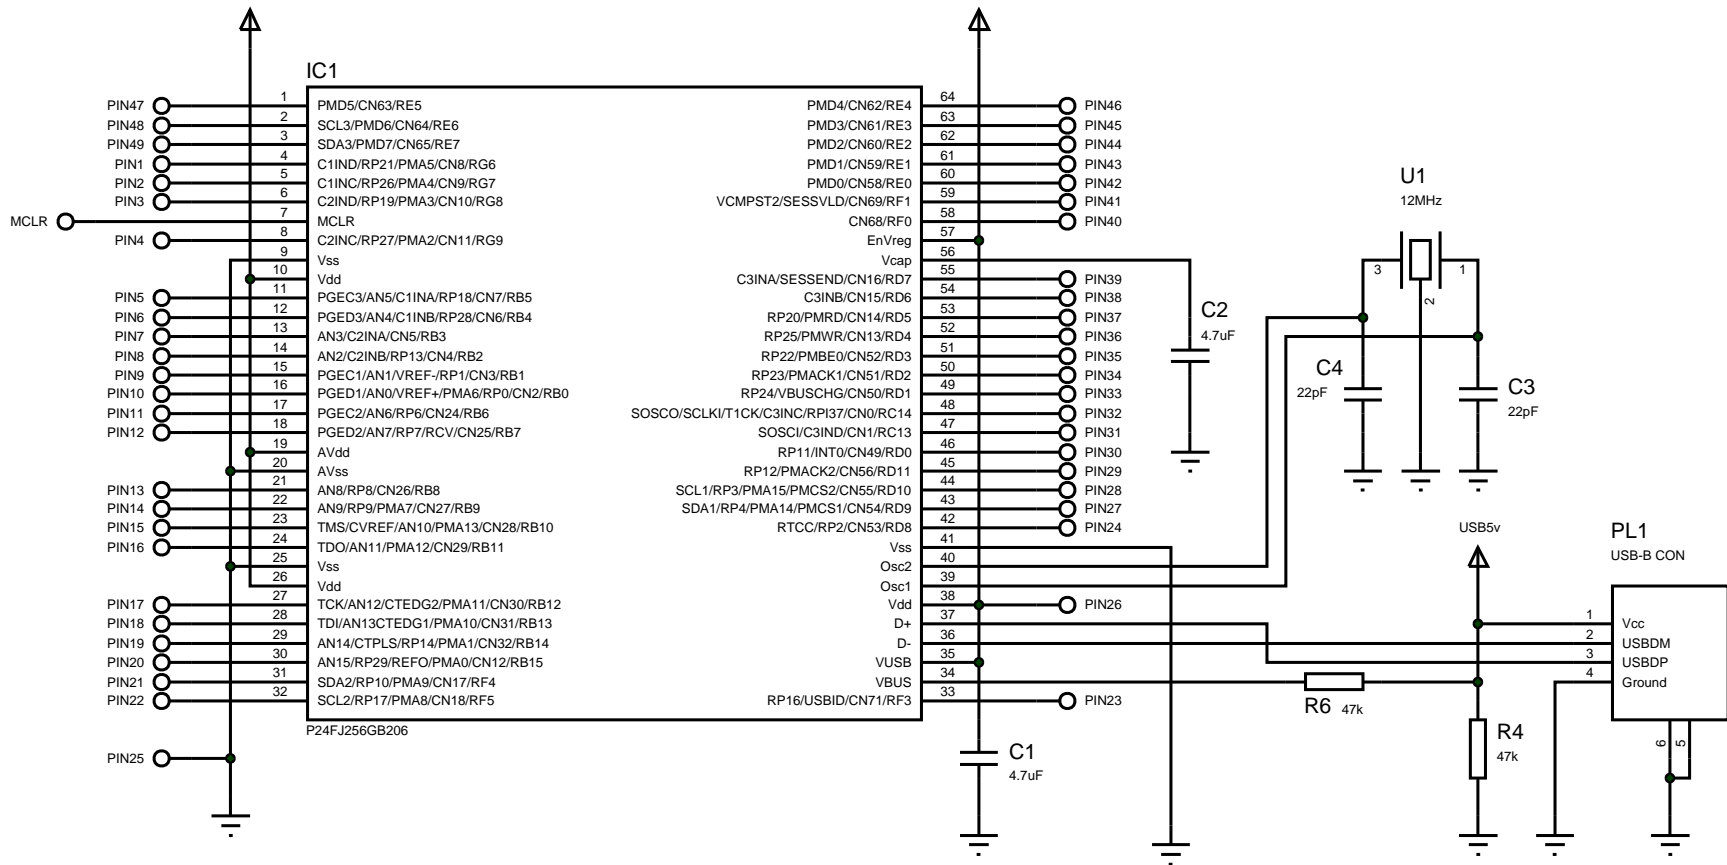 IC1
PIN47 1 PMD5/CN63/RE5 PMD4/CN62/RE4 64 PIN46
PIN48 2 SCL3/PMD6/CN64/RE6 PMD3/CN61/RE3 63 PIN45
PIN49 3 SDA3/PMD7/CN65/RE7 PMD2/CN60/RE2 62 PIN44
PIN1 4 C1IND/RP21/PMA5/CN8/RG6 PMD1/CN59/RE1 61 PIN43
PIN2 5 C1INC/RP26/PMA4/CN9/RG7 PMD0/CN58/RE0 60 PIN42
PIN3 6 C2IND/RP19/PMA3/CN10/RG8 VCMPST2/SESSVLD/CN69/RF1 59 PIN41
MCLR 7 MCLR CN68/RF0 58 PIN40
PIN4 8 C2INC/RP27/PMA2/CN11/RG9 EnVreg 57
9 Vss Vcap 56
10 Vdd C3INA/SESSEND/CN16/RD7 55 PIN39
PIN5 11 PGEC3/AN5/C1INA/RP18/CN7/RB5 C3INB/CN15/RD6 54 PIN38
PIN6 12 PGED3/AN4/C1INB/RP28/CN6/RB4 RP20/PMRD/CN14/RD5 53 PIN37
PIN7 13 AN3/C2INA/CN5/RB3 RP25/PMWR/CN13/RD4 52 PIN36
PIN8 14 AN2/C2INB/RP13/CN4/RB2 RP22/PMBE0/CN52/RD3 51 PIN35
PIN9 15 PGEC1/AN1/VREF-/RP1/CN3/RB1 RP23/PMACK1/CN51/RD2 50 PIN34
PIN10 16 PGED1/AN0/VREF+/PMA6/RP0/CN2/RB0 RP24/VBUSCHG/CN50/RD1 49 PIN33
PIN11 17 PGEC2/AN6/RP6/CN24/RB6 SOSCO/SCLKI/T1CK/C3INC/RPI37/CN0/RC14 48 PIN32
PIN12 18 PGED2/AN7/RP7/RCV/CN25/RB7 SOSCI/C3IND/CN1/RC13 47 PIN31
19 AVdd RP11/INT0/CN49/RD0 46 PIN30
20 AVss RP12/PMACK2/CN56/RD11 45 PIN29
PIN13 21 AN8/RP8/CN26/RB8 SCL1/RP3/PMA15/PMCS2/CN55/RD10 44 PIN28
PIN14 22 AN9/RP9/PMA7/CN27/RB9 SDA1/RP4/PMA14/PMCS1/CN54/RD9 43 PIN27
PIN15 23 TMS/CVREF/AN10/PMA13/CN28/RB10 RTCC/RP2/CN53/RD8 42 PIN24
PIN16 24 TDO/AN11/PMA12/CN29/RB11 Vss 41
25 Vss Osc2 40
26 Vdd Osc1 39
PIN17 27 TCK/AN12/CTEDG2/PMA11/CN30/RB12 Vdd 38 PIN26
PIN18 28 TDI/AN13CTEDG1/PMA10/CN31/RB13 D+ 37
PIN19 29 AN14/CTPLS/RP14/PMA1/CN32/RB14 D- 36
PIN20 30 AN15/RP29/REFO/PMA0/CN12/RB15 VUSB 35
PIN21 31 SDA2/RP10/PMA9/CN17/RF4 VBUS 34
PIN22 32 SCL2/RP17/PMA8/CN18/RF5 RP16/USBID/CN71/RF3 33 PIN23
P24FJ256GB206
PIN25
C1
4.7uF
C2
4.7uF
U1
12MHz
3
2
1
C4
22pF
C3
22pF
USB5v
R6 47k
R4
47k
PL1
USB-B CON
1 Vcc
2 USBDM
3 USBDP
4 Ground
6
5